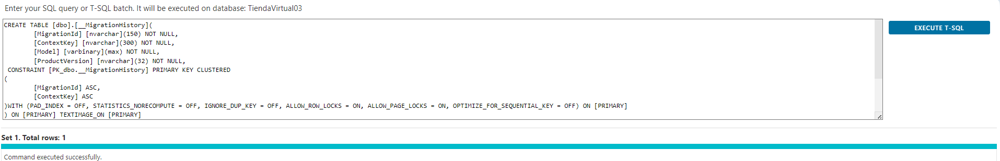 Enter your SQL query or T-SQL batch. It will be executed on database: TiendaVirtual03
CREATE TABLE [dbo].[__MigrationHistory](
[MigrationId] [nvarchar](150) NOT NULL,
[ContextKey] [nvarchar](300) NOT NULL,
[Model] [varbinary](max) NOT NULL,
[ProductVersion] [nvarchar](32) NOT NULL,
CONSTRAINT [PK_dbo.__MigrationHistory] PRIMARY KEY CLUSTERED
(
[MigrationId] ASC,
[ContextKey] ASC
)WITH (PAD_INDEX = OFF, STATISTICS_NORECOMPUTE = OFF, IGNORE_DUP_KEY = OFF, ALLOW_ROW_LOCKS = ON, ALLOW_PAGE_LOCKS = ON, OPTIMIZE_FOR_SEQUENTIAL_KEY = OFF) ON [PRIMARY]
) ON [PRIMARY] TEXTIMAGE_ON [PRIMARY]
EXECUTE T-SQL
Set 1. Total rows: 1
Command executed successfully.